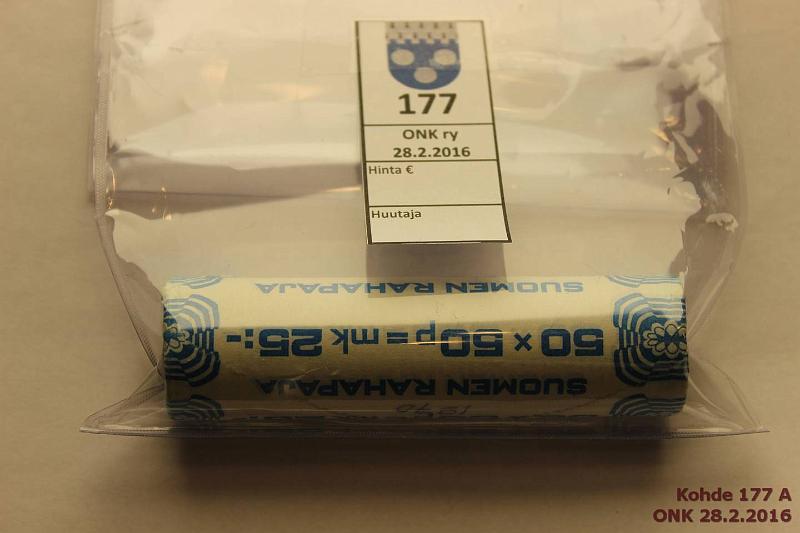 177
ONK ry
28.2.2016
Hinta €
Huutaja
SUOMEN RAHAPAJA
50 × 50p = mk 25:-
SUOMEN RAHAPAJA
Kohde 177 A
ONK 28.2.2016